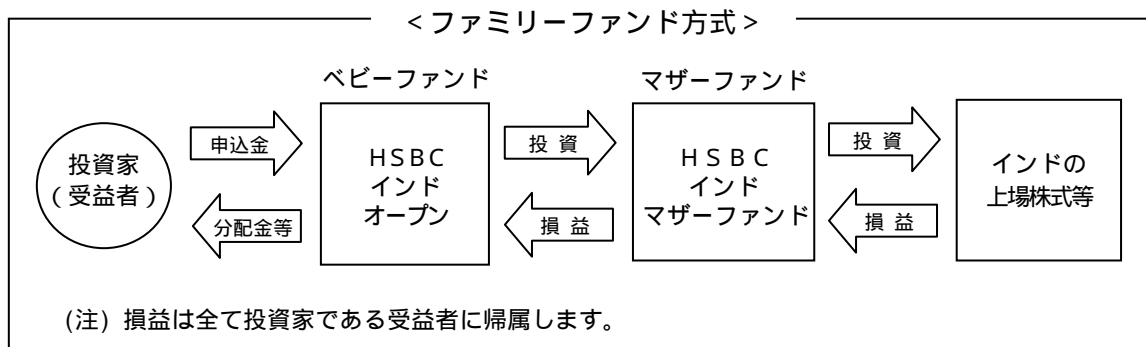 <ファミリーファンド方式>
ベビーファンド
マザーファンド
投資家
(受益者)
申込金
分配金等
HSBC
インド
オープン
投 資
損 益
HSBC
インド
マザーファンド
投 資
損 益
インドの
上場株式等
(注) 損益は全て投資家である受益者に帰属します。